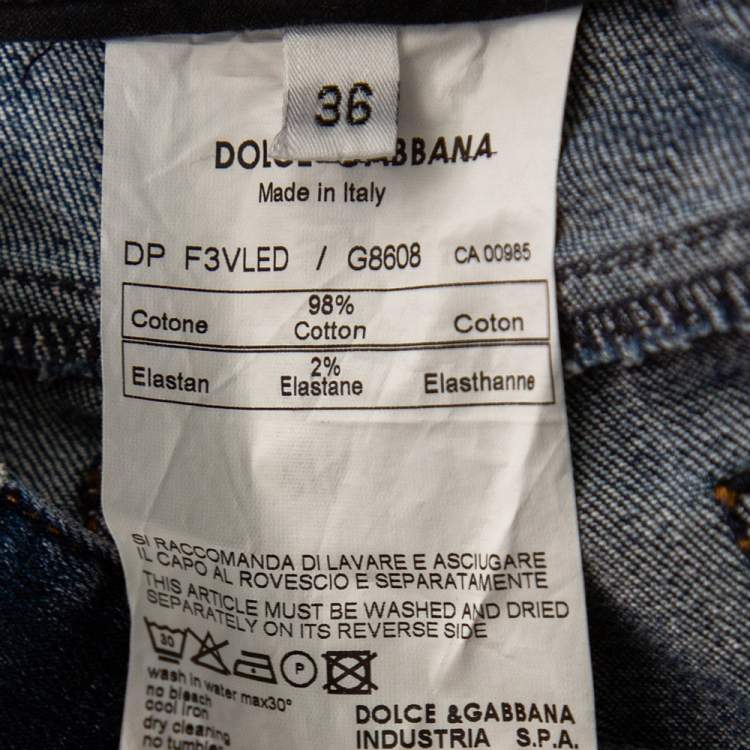 36
DOLCE & GABBANA
Made in Italy
DP F3VLED / G8608 CA 00985
98%
Cotone Cotton Coton
2%
Elastan Elastane Elasthanne
SI RACCOMANDA DI LAVARE E ASCIUGARE
IL CAPO AL ROVESCIO E SEPARATAMENTE
THIS ARTICLE MUST BE WASHED AND DRIED
SEPARATELY ON ITS REVERSE SIDE
30 P
wash in water max30°
no bleach
cool iron
dry cleaning
no tumble
DOLCE &GABBANA
INDUSTRIA S.P.A.